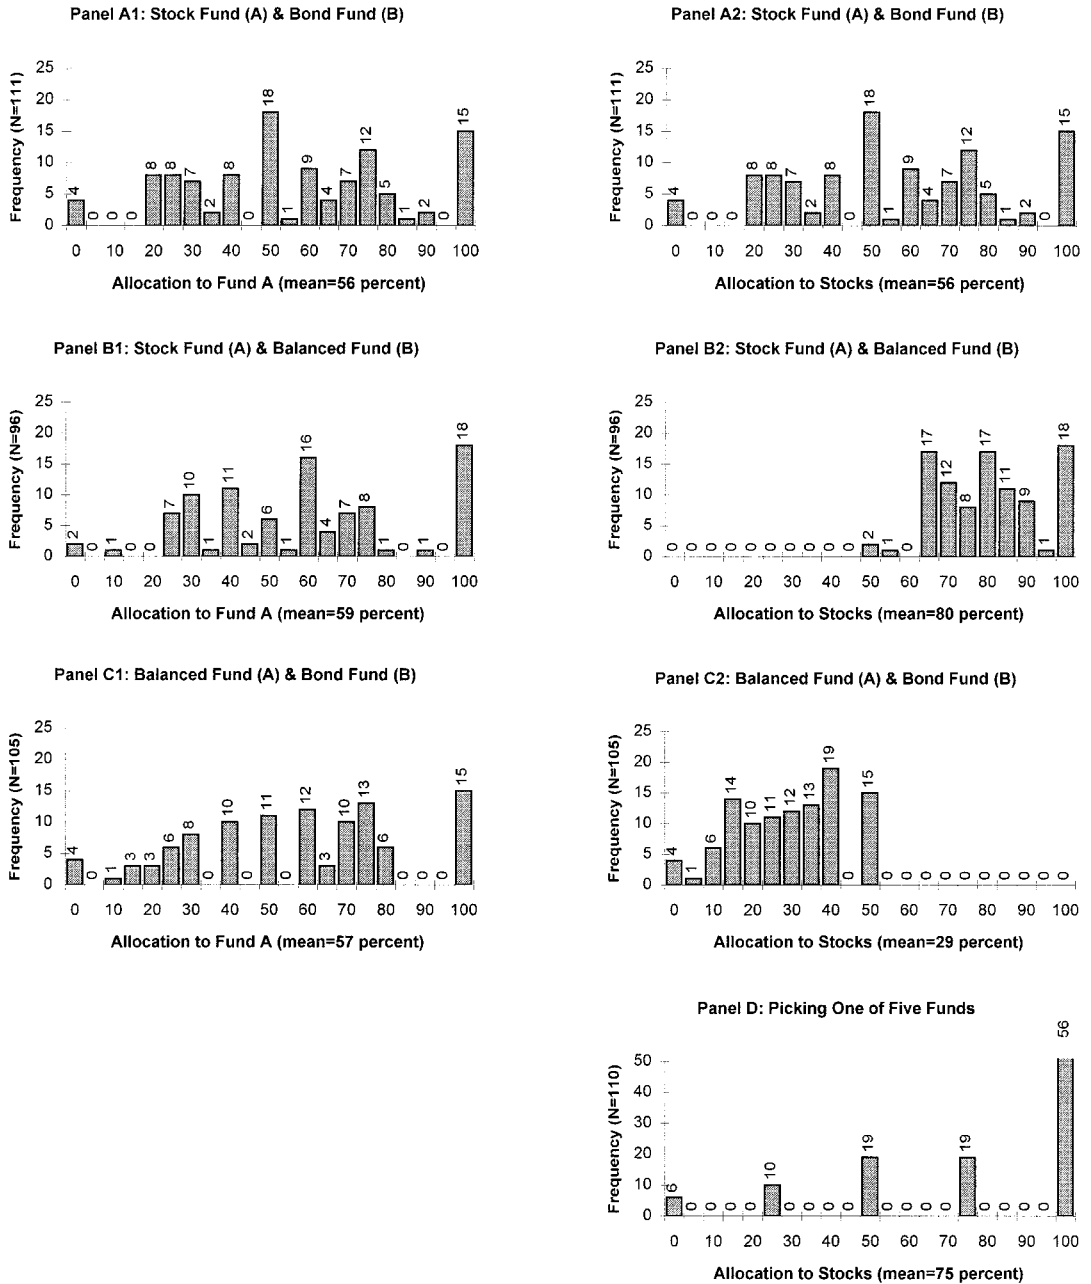 Panel A1: Stock Fund (A) & Bond Fund (B)
Frequency (N=111)
25
20
15
10
5
0
4 0 0 0 8 8 7 2 8 0 18 1 9 4 7 12 5 1 2 0 15
0 10 20 30 40 50 60 70 80 90 100
Allocation to Fund A (mean=56 percent)
Panel A2: Stock Fund (A) & Bond Fund (B)
Frequency (N=111)
25
20
15
10
5
0
4 0 0 0 8 8 7 2 8 0 18 1 9 4 7 12 5 1 2 0 15
0 10 20 30 40 50 60 70 80 90 100
Allocation to Stocks (mean=56 percent)
Panel B1: Stock Fund (A) & Balanced Fund (B)
Frequency (N=96)
25
20
15
10
5
0
2 0 1 0 0 7 10 1 11 2 6 1 16 4 7 8 1 0 1 0 18
0 10 20 30 40 50 60 70 80 90 100
Allocation to Fund A (mean=59 percent)
Panel B2: Stock Fund (A) & Balanced Fund (B)
Frequency (N=96)
25
20
15
10
5
0
0 0 0 0 0 0 0 0 0 0 2 1 0 17 12 8 17 11 9 1 18
0 10 20 30 40 50 60 70 80 90 100
Allocation to Stocks (mean=80 percent)
Panel C1: Balanced Fund (A) & Bond Fund (B)
Frequency (N=105)
25
20
15
10
5
0
4 0 1 3 3 6 8 0 10 0 11 0 12 3 10 13 6 0 0 0 15
0 10 20 30 40 50 60 70 80 90 100
Allocation to Fund A (mean=57 percent)
Panel C2: Balanced Fund (A) & Bond Fund (B)
Frequency (N=105)
25
20
15
10
5
0
4 1 6 14 10 11 12 13 19 0 15 0 0 0 0 0 0 0 0 0 0
0 10 20 30 40 50 60 70 80 90 100
Allocation to Stocks (mean=29 percent)
Panel D: Picking One of Five Funds
Frequency (N=110)
50
40
30
20
10
0
6 0 0 0 0 10 0 0 0 0 19 0 0 0 0 19 0 0 0 0 56
0 10 20 30 40 50 60 70 80 90 100
Allocation to Stocks (mean=75 percent)